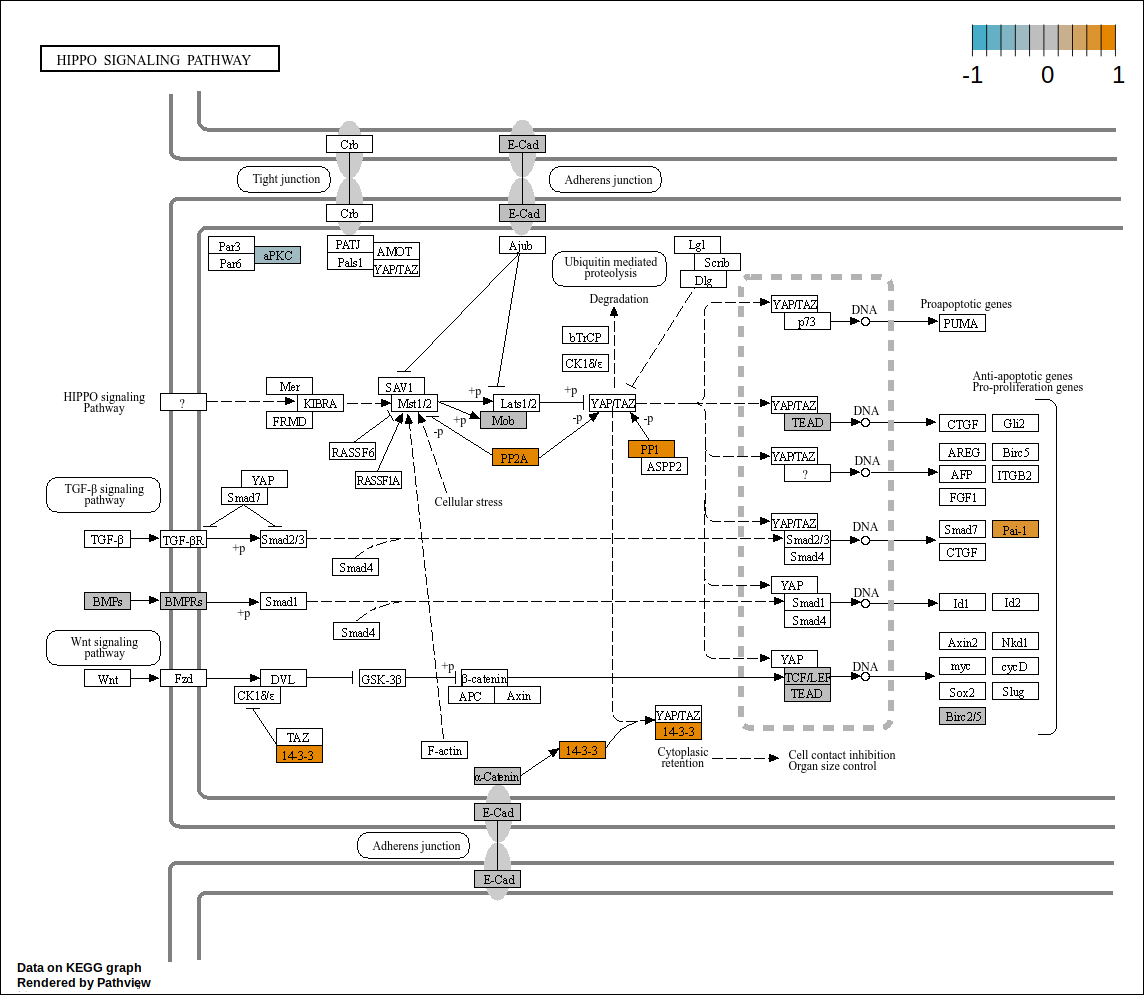 HIPPO SIGNALING PATHWAY
-1 0 1
Crb
E-Cad
Tight junction
Adherens junction
Crb
E-Cad
Par3
Par6
aPKC
PATJ
Pals1
AMOT
YAP/TAZ
Ajub
Lgl
Scrib
Dlg
Ubiquitin mediated
proteolysis
Degradation
bTrCP
CK1δ/ε
YAP/TAZ
p73
DNA
Proapoptotic genes
PUMA
Anti-apoptotic genes
Pro-proliferation genes
HIPPO signaling
Pathway
?
Mer
KIBRA
FRMD
SAV1
Mst1/2
+p
+p
Lats1/2
Mob
+p
YAP/TAZ
-p
-p
-p
RASSF6
RASSF1A
PP2A
PP1
ASPP2
Cellular stress
YAP/TAZ
TEAD
DNA
CTGF
Gli2
YAP/TAZ
?
DNA
AREG
Birc5
AFP
ITGB2
FGF1
TGF-β signaling
pathway
YAP
Smad7
TGF-β
TGF-βR
+p
Smad2/3
Smad4
YAP/TAZ
Smad2/3
Smad4
DNA
Smad7
Pai-1
CTGF
BMPs
BMPRs
+p
Smad1
Smad4
YAP
Smad1
Smad4
DNA
Id1
Id2
Wnt signaling
pathway
Wnt
Fzd
DVL
CK1δ/ε
GSK-3β
+p
β-catenin
APC
Axin
YAP
TCF/LEF
TEAD
DNA
Axin2
Nkd1
myc
cycD
Sox2
Slug
Birc2/5
TAZ
14-3-3
F-actin
14-3-3
YAP/TAZ
14-3-3
Cytoplasic
retention
Cell contact inhibition
Organ size control
α-Catenin
E-Cad
Adherens junction
E-Cad
Data on KEGG graph
Rendered by Pathview